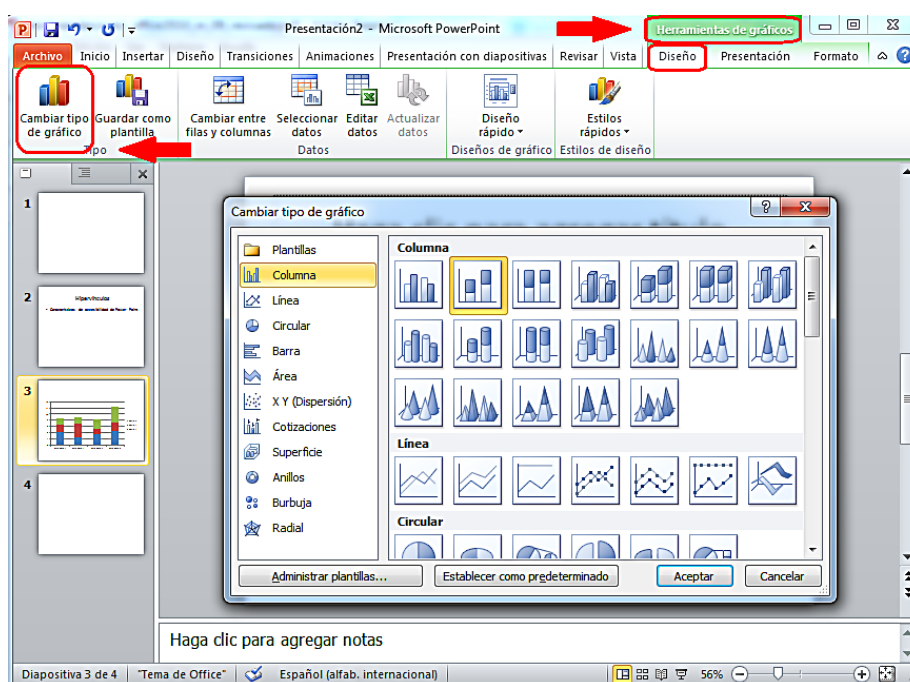 Presentación2 - Microsoft PowerPoint
Herramientas de gráficos
Archivo Inicio Insertar Diseño Transiciones Animaciones Presentación con diapositivas Revisar Vista Diseño Presentación Formato
Cambiar tipo de gráfico
Guardar como plantilla
Cambiar entre filas y columnas
Seleccionar datos
Editar datos
Actualizar datos
Diseño rápido
Estilos rápidos
Tipo Datos Diseños de gráfico Estilos de diseño
1
2
Hipervínculos
3
4
Cambiar tipo de gráfico
Plantillas
Columna
Línea
Circular
Barra
Área
X Y (Dispersión)
Cotizaciones
Superficie
Anillos
Burbuja
Radial
Columna
Línea
Circular
Administrar plantillas...
Establecer como predeterminado
Aceptar
Cancelar
Haga clic para agregar notas
Diapositiva 3 de 4 "Tema de Office" Español (alfab. internacional) 56%